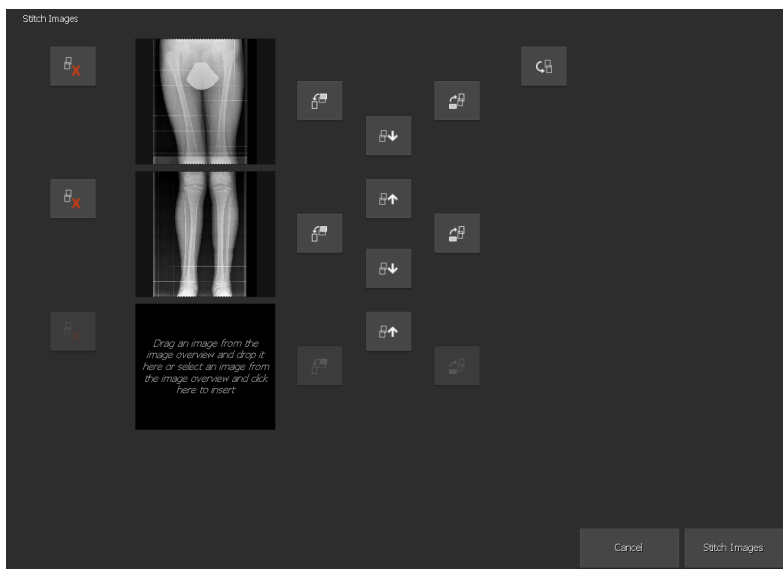 Stitch Images
Drag an image from the
image overview and drop it
here or select an image from
the image overview and click
here to insert
Cancel
Stitch Images